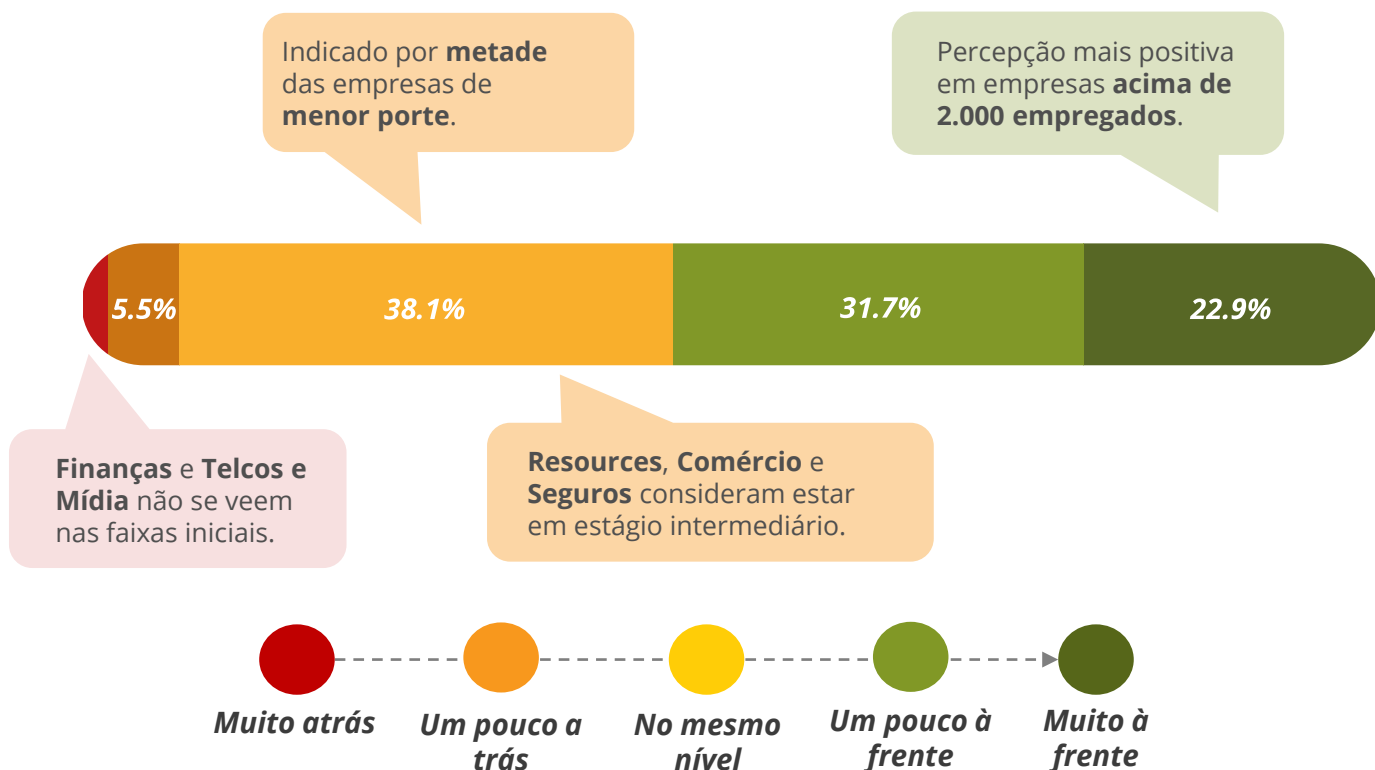 Indicado por metade
das empresas de
menor porte.
Percepção mais positiva
em empresas acima de
2.000 empregados.
5.5%
38.1%
31.7%
22.9%
Finanças e Telcos e
Mídia não se veem
nas faixas iniciais.
Resources, Comércio e
Seguros consideram estar
em estágio intermediário.
Muito atrás
Um pouco a
trás
No mesmo
nível
Um pouco à
frente
Muito à
frente